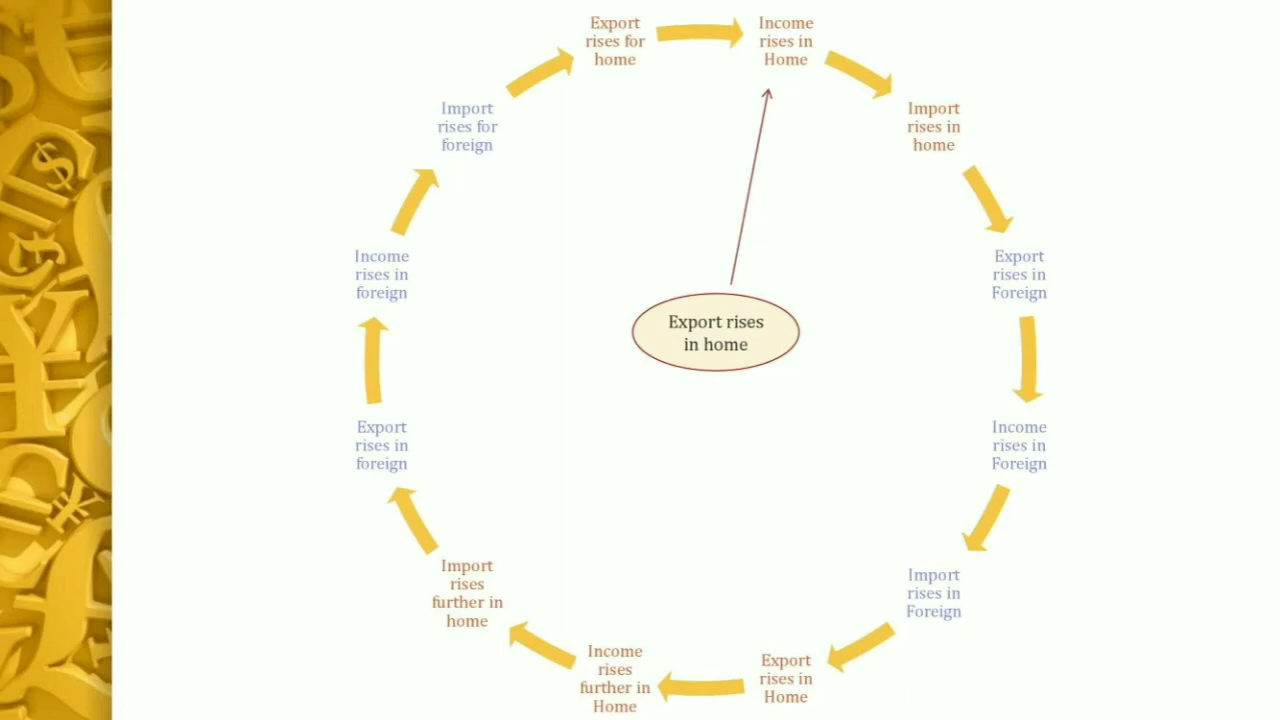 Export
rises for
home
Income
rises in
Home
Import
rises in
home
Export
rises in
Foreign
Income
rises in
Foreign
Import
rises in
Foreign
Export
rises in
Home
Income
rises
further in
Home
Import
rises
further in
home
Export
rises in
foreign
Income
rises in
foreign
Import
rises for
foreign
Export rises
in home